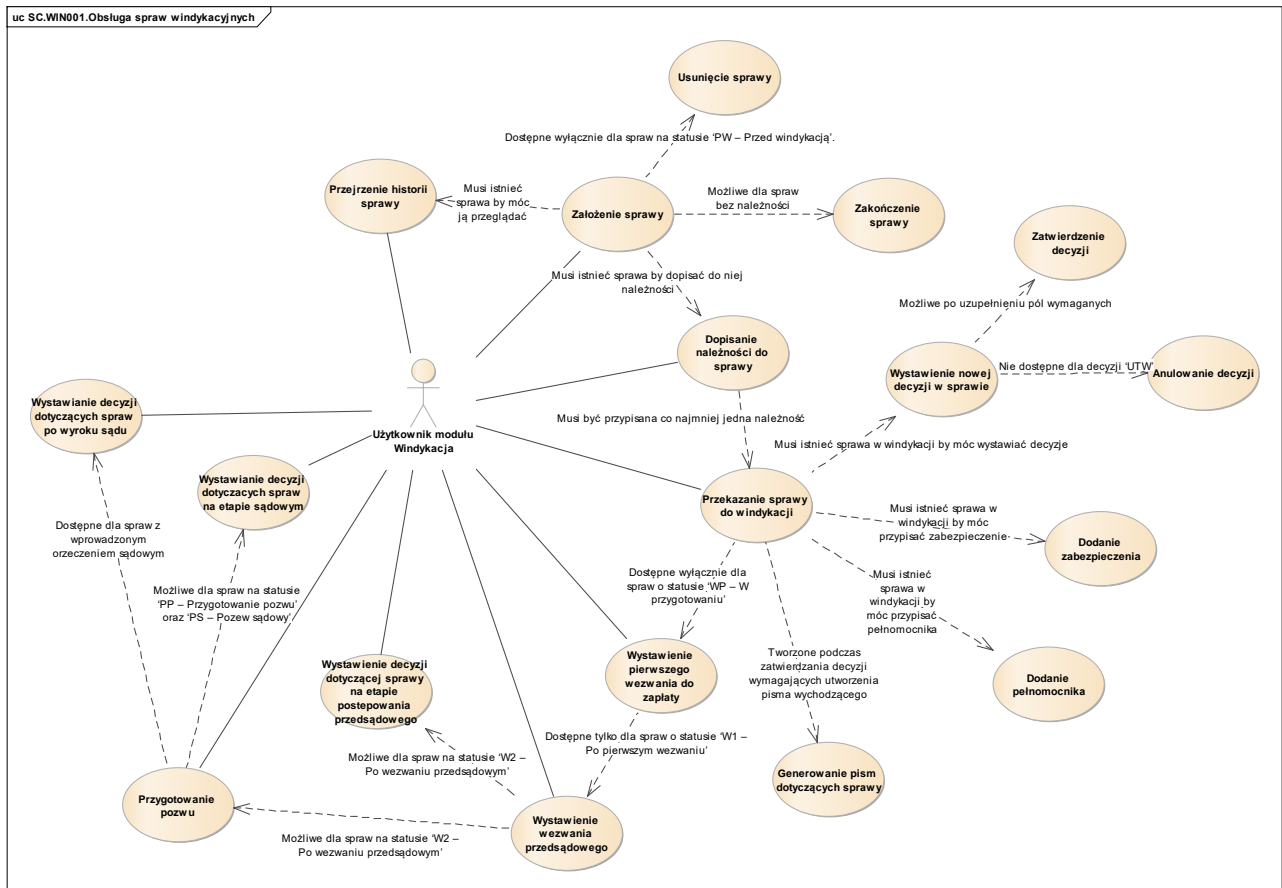 uc SC.WIN001.Obsługa spraw windykacyjnych
Usunięcie sprawy
Dostępne wyłącznie dla spraw na statusie ‘PW – Przed windykacją’.
Przejrzenie historii
sprawy
Musi istnieć
sprawa by móc
ją przeglądać
Założenie sprawy
Możliwe dla spraw
bez należności
Zakończenie
sprawy
Zatwierdzenie
decyzji
Musi istnieć sprawa by dopisać do niej
należności
Możliwe po uzupełnieniu pól wymaganych
Dopisanie
należności do
sprawy
Wystawienie nowej
decyzji w sprawie
Nie dostępne dla decyzji ‘UTW’
Anulowanie decyzji
Wystawianie decyzji
dotyczących spraw
po wyroku sądu
Użytkownik modułu
Windykacja
Musi być przypisana co najmniej jedna należność
Musi istnieć sprawa w windykacji by móc wystawiać decyzje
Wystawianie decyzji
dotyczacych spraw
na etapie sądowym
Przekazanie sprawy
do windykacji
Musi istnieć sprawa w
windykacji by móc
przypisać zabezpieczenie
Dodanie
zabezpieczenia
Dostępne dla spraw z
wprowadzonym
orzeczeniem sądowym
Możliwe dla spraw na statusie
‘PP – Przygotowanie pozwu’
oraz ‘PS – Pozew sądowy’
Dostępne wyłącznie dla
spraw o statusie ‘WP – W
przygotowaniu’
Musi istnieć
sprawa w
windykacji by
móc przypisać
pełnomocnika
Wystawienie decyzji
dotyczącej sprawy
na etapie
postepowania
przedsądowego
Wystawienie
pierwszego
wezwania do
zapłaty
Tworzone podczas
zatwierdzania decyzji
wymagających utworzenia
pisma wychodzącego
Dodanie
pełnomocnika
Dostępne tylko dla spraw o statusie ‘W1 –
Po pierwszym wezwaniu’
Możliwe dla spraw na statusie ‘W2 –
Po wezwaniu przedsądowym’
Generowanie pism
dotyczących sprawy
Przygotowanie
pozwu
Wystawienie
wezwania
przedsądowego
Możliwe dla spraw na statusie ‘W2 –
Po wezwaniu przedsądowym’